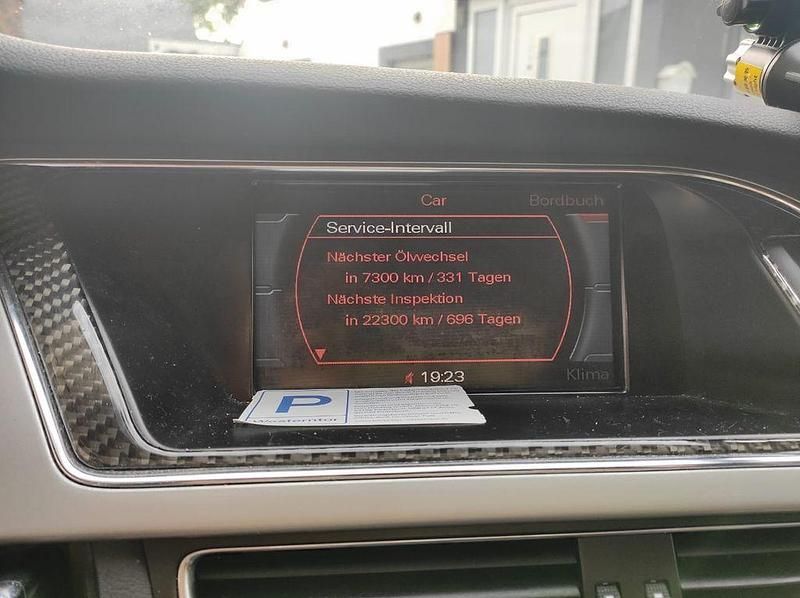 Car
Bordbuch
Service-Intervall
Nächster Ölwechsel
in 7300 km / 331 Tagen
Nächste Inspektion
in 22300 km / 696 Tagen
19:23
Klima
P
Westerntor